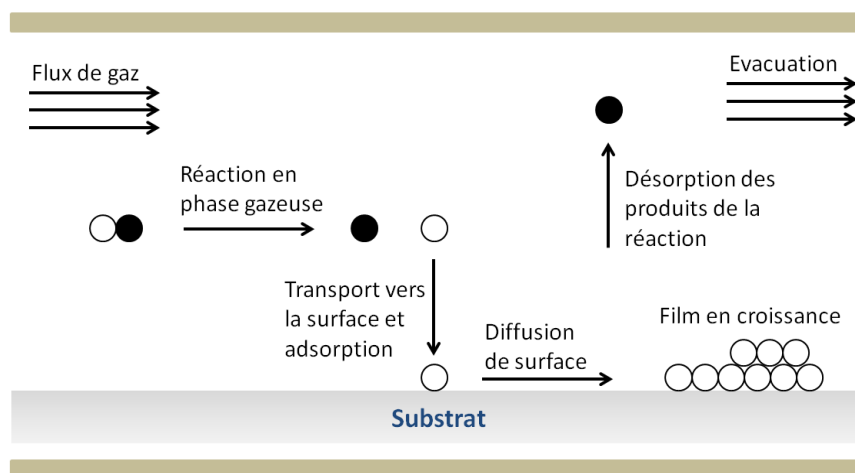 Flux de gaz
Evacuation
Réaction en
phase gazeuse
Désorption des
produits de la
réaction
Transport vers
la surface et
adsorption
Diffusion
de surface
Film en croissance
Substrat